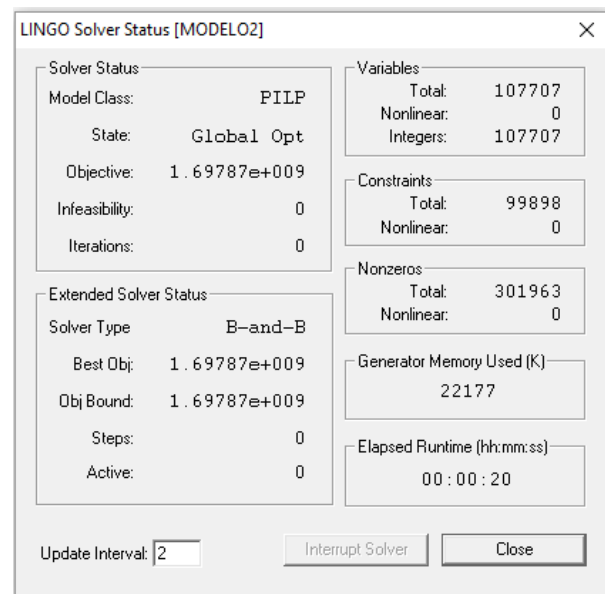 LINGO Solver Status [MODELO2]
Solver Status
Model Class: PILP
State: Global Opt
Objective: 1.69787e+009
Infeasibility: 0
Iterations: 0
Extended Solver Status
Solver Type B-and-B
Best Obj: 1.69787e+009
Obj Bound: 1.69787e+009
Steps: 0
Active: 0
Variables
Total: 107707
Nonlinear: 0
Integers: 107707
Constraints
Total: 99898
Nonlinear: 0
Nonzeros
Total: 301963
Nonlinear: 0
Generator Memory Used (K)
22177
Elapsed Runtime (hh:mm:ss)
00:00:20
Update Interval: 2
Interrupt Solver
Close